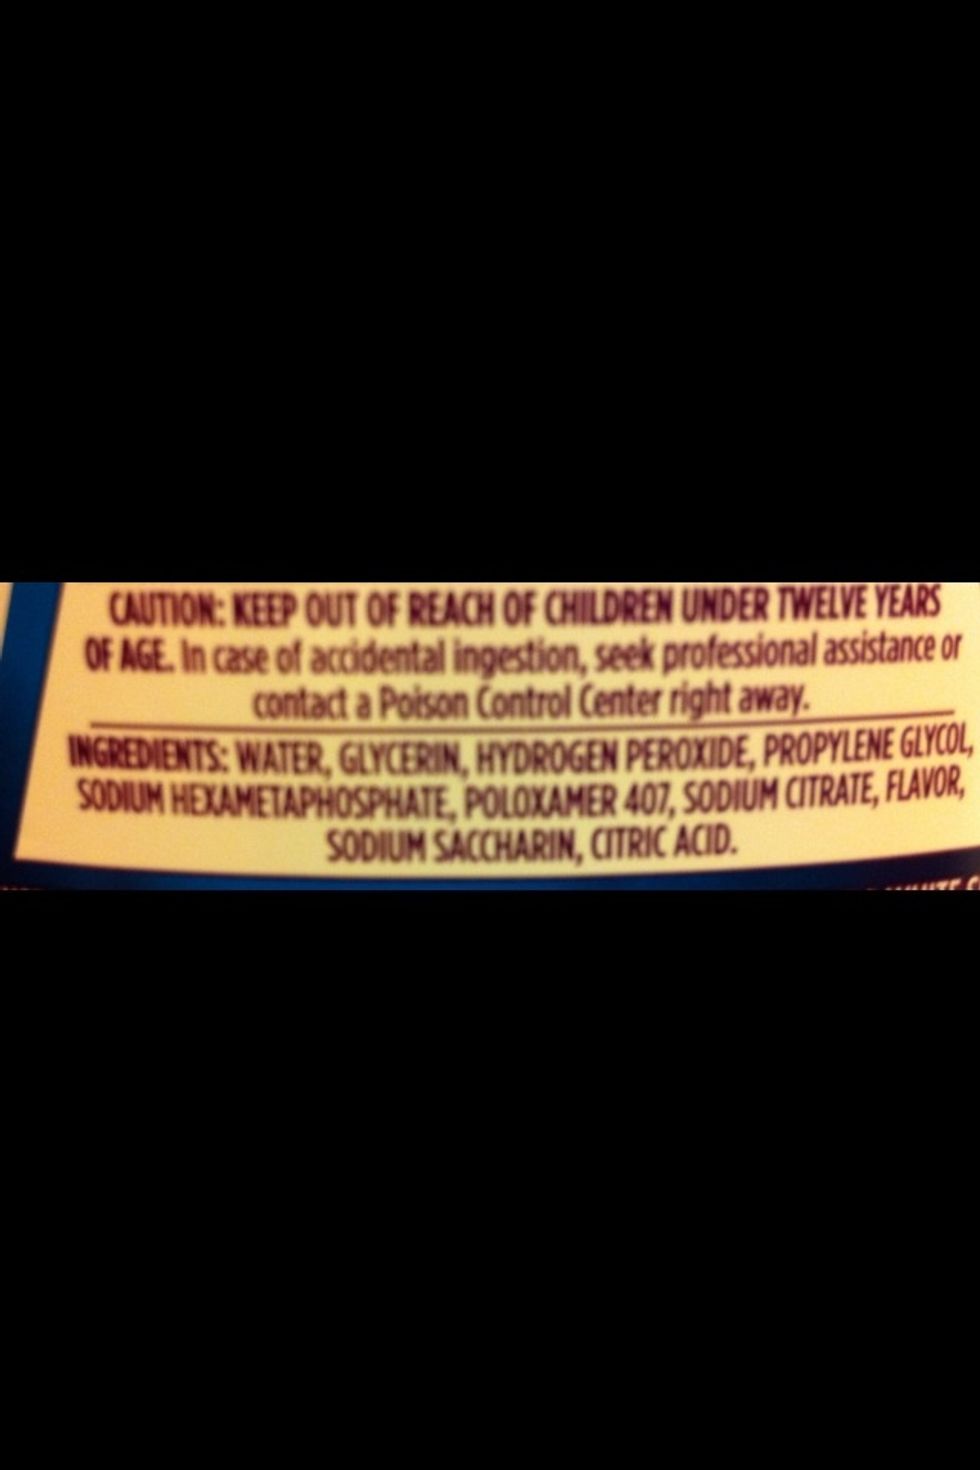 CAUTION: KEEP OUT OF REACH OF CHILDREN UNDER TWELVE YEARS
OF AGE. In case of accidental ingestion, seek professional assistance or
contact a Poison Control Center right away.
INGREDIENTS: WATER, GLYCERIN, HYDROGEN PEROXIDE, PROPYLENE GLYCOL,
SODIUM HEXAMETAPHOSPHATE, POLOXAMER 407, SODIUM CITRATE, FLAVOR,
SODIUM SACCHARIN, CITRIC ACID.